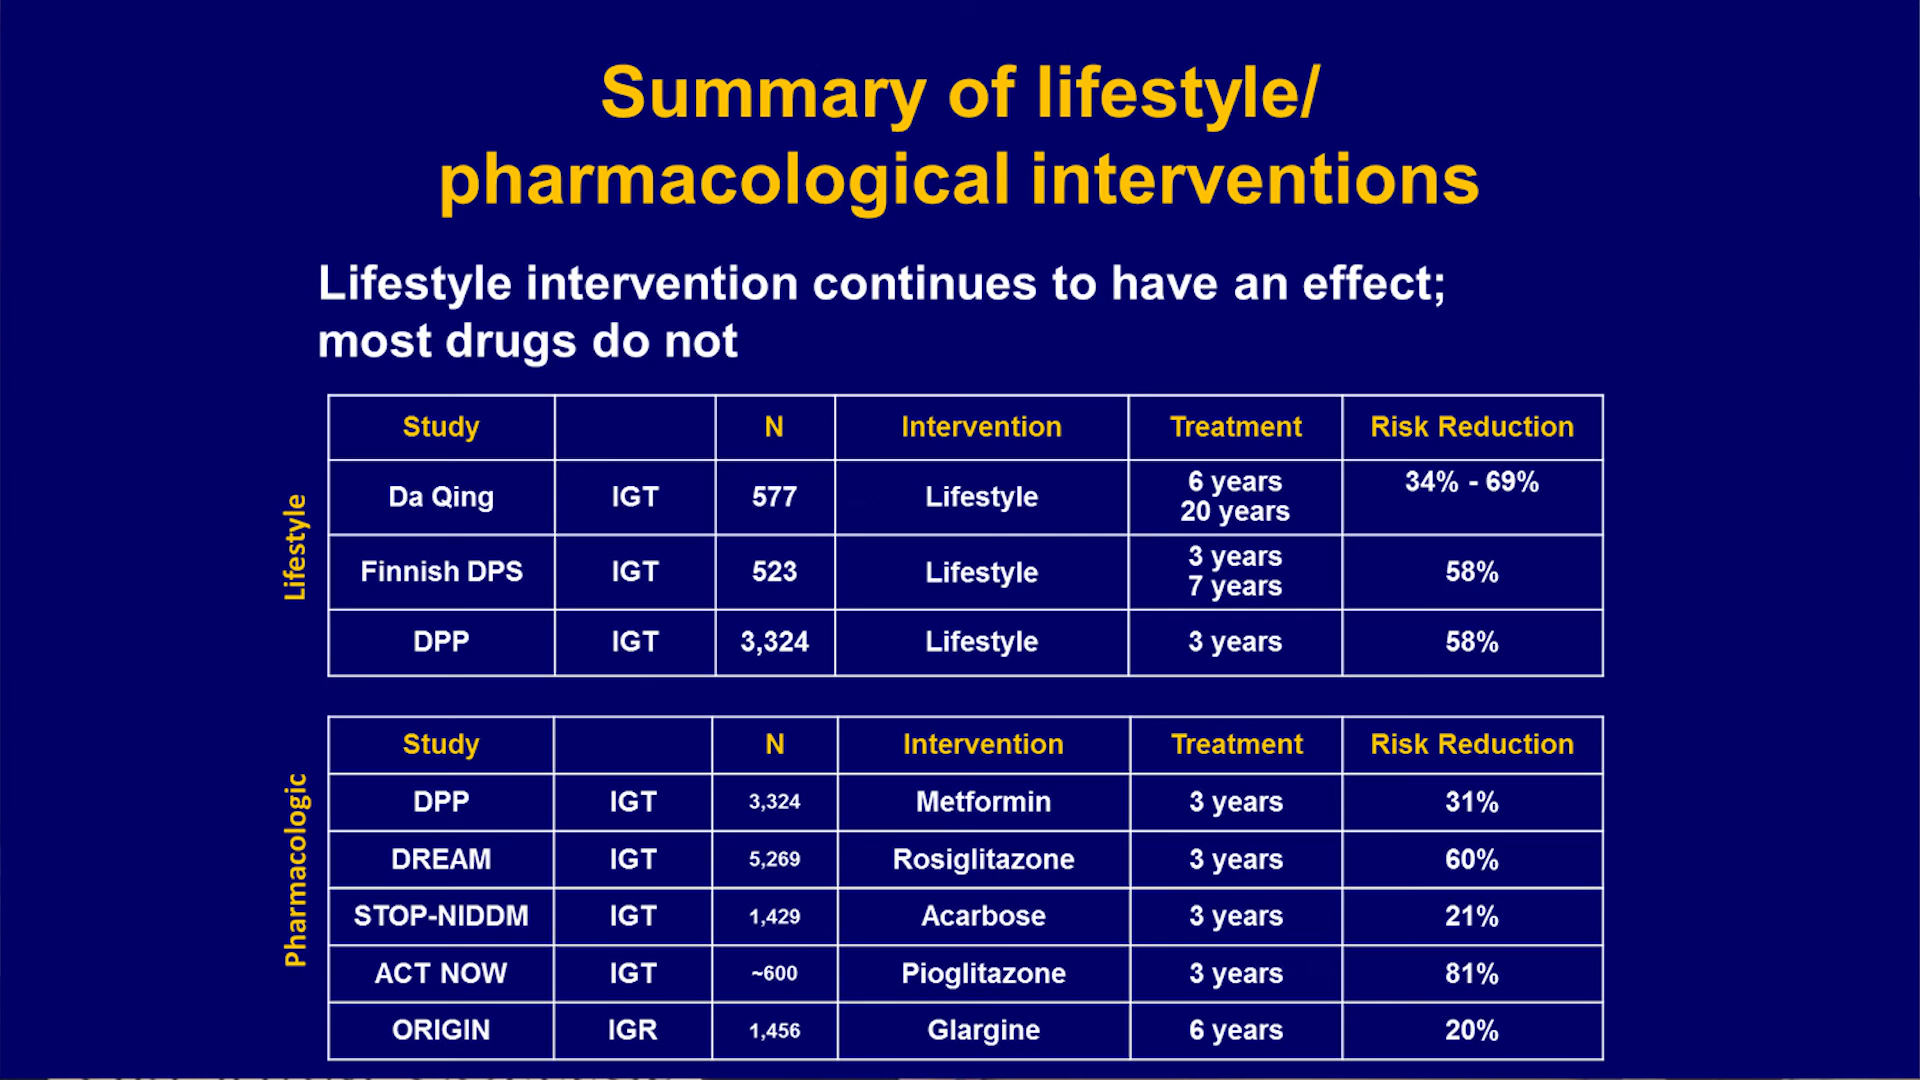 Summary of lifestyle/
pharmacological interventions
Lifestyle intervention continues to have an effect;
most drugs do not
Lifestyle
Study N Intervention Treatment Risk Reduction
Da Qing IGT 577 Lifestyle 6 years 20 years 34% - 69%
Finnish DPS IGT 523 Lifestyle 3 years 7 years 58%
DPP IGT 3,324 Lifestyle 3 years 58%
Pharmacologic
Study N Intervention Treatment Risk Reduction
DPP IGT 3,324 Metformin 3 years 31%
DREAM IGT 5,269 Rosiglitazone 3 years 60%
STOP-NIDDM IGT 1,429 Acarbose 3 years 21%
ACT NOW IGT ~600 Pioglitazone 3 years 81%
ORIGIN IGR 1,456 Glargine 6 years 20%